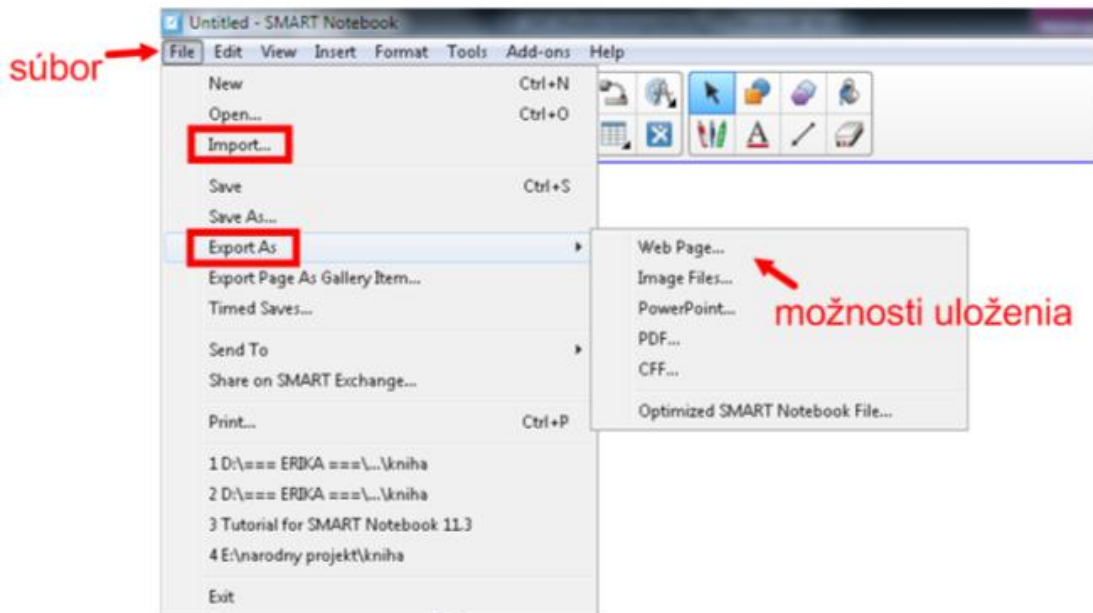 Untitled - SMART Notebook
súbor
File Edit View Insert Format Tools Add-ons Help
New Ctrl+N
Open... Ctrl+O
Import...
Save Ctrl+S
Save As...
Export As
Export Page As Gallery Item...
Timed Saves...
Send To
Share on SMART Exchange...
Print... Ctrl+P
1 D:\=== ERIKA ===\...\kniha
2 D:\=== ERIKA ===\...\kniha
3 Tutorial for SMART Notebook 11.3
4 E:\narodny projekt\kniha
Exit
Web Page...
Image Files...
PowerPoint...
PDF...
CFF...
Optimized SMART Notebook File...
možnosti uloženia
A